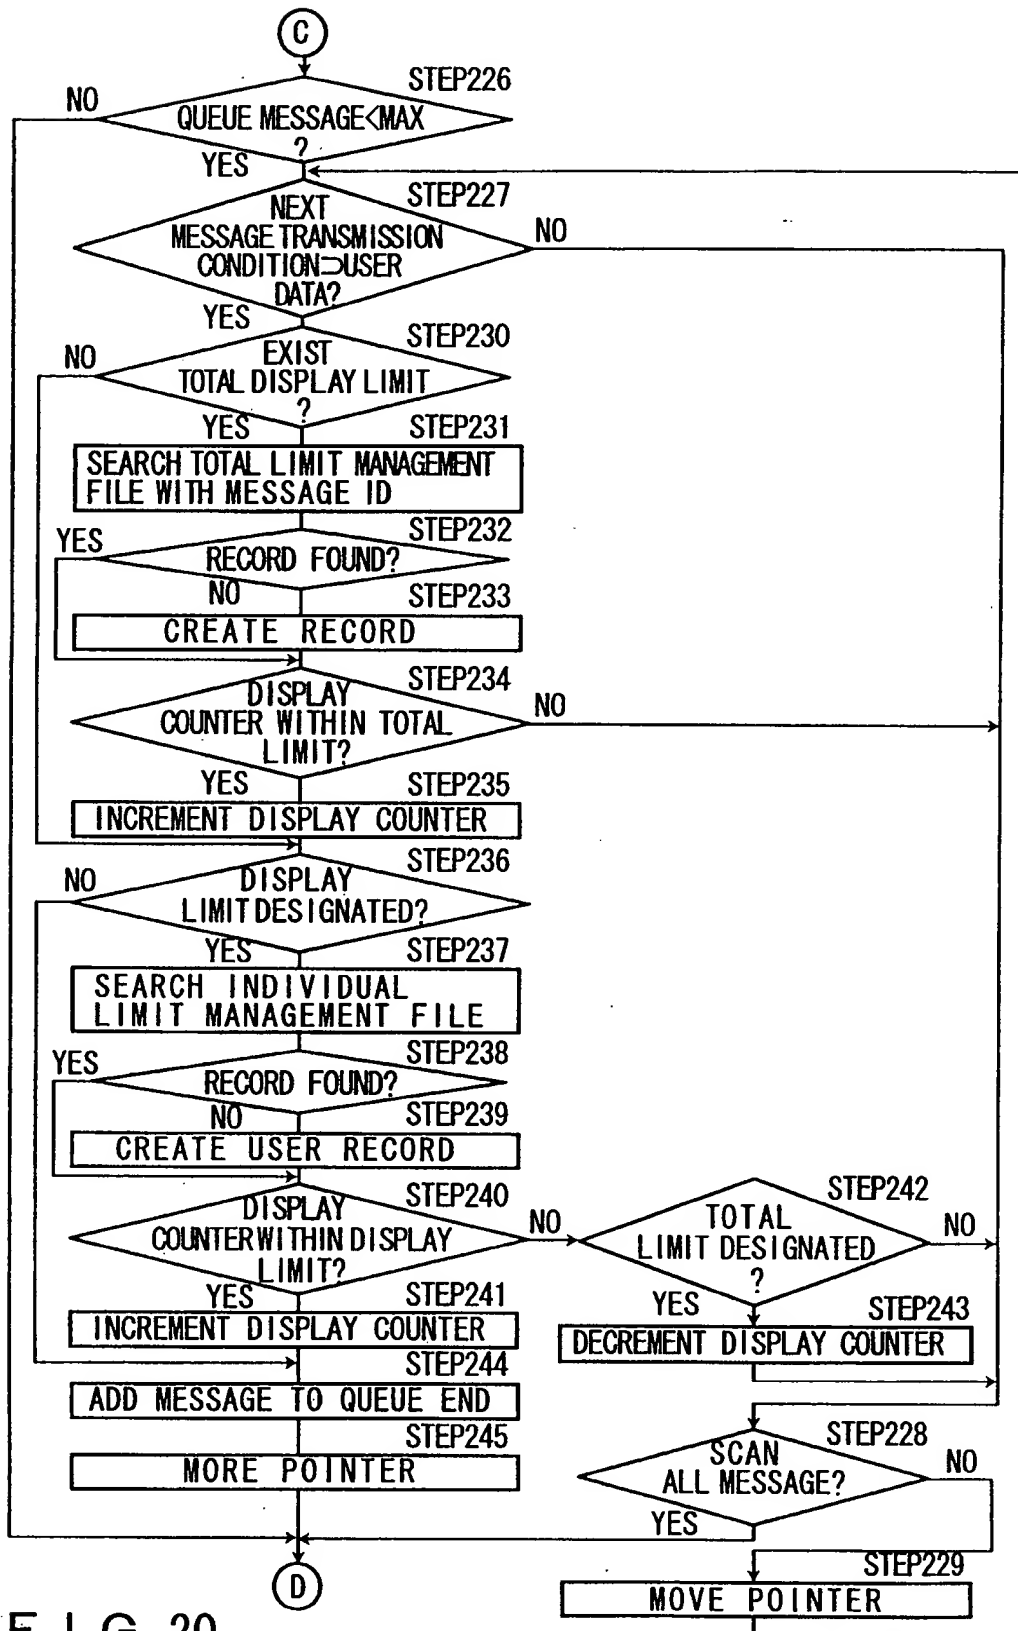 C
STEP226
NO
QUEUE MESSAGE<MAX
?
YES
STEP227
NEXT
MESSAGE TRANSMISSION
CONDITION⊃USER
DATA?
NO
YES
STEP230
NO
EXIST
TOTAL DISPLAY LIMIT
?
YES
STEP231
SEARCH TOTAL LIMIT MANAGEMENT
FILE WITH MESSAGE ID
STEP232
YES
RECORD FOUND?
NO
STEP233
CREATE RECORD
STEP234
DISPLAY
COUNTER WITHIN TOTAL
LIMIT?
NO
YES
STEP235
INCREMENT DISPLAY COUNTER
STEP236
NO
DISPLAY
LIMIT DESIGNATED?
YES
STEP237
SEARCH INDIVIDUAL
LIMIT MANAGEMENT FILE
STEP238
YES
RECORD FOUND?
NO
STEP239
CREATE USER RECORD
STEP240
DISPLAY
COUNTER WITHIN DISPLAY
LIMIT?
NO
STEP242
TOTAL
LIMIT DESIGNATED
?
NO
YES
STEP241
INCREMENT DISPLAY COUNTER
YES
STEP243
DECREMENT DISPLAY COUNTER
STEP244
ADD MESSAGE TO QUEUE END
STEP245
MORE POINTER
STEP228
SCAN
ALL MESSAGE?
NO
YES
D
STEP229
MOVE POINTER
FIG. 20